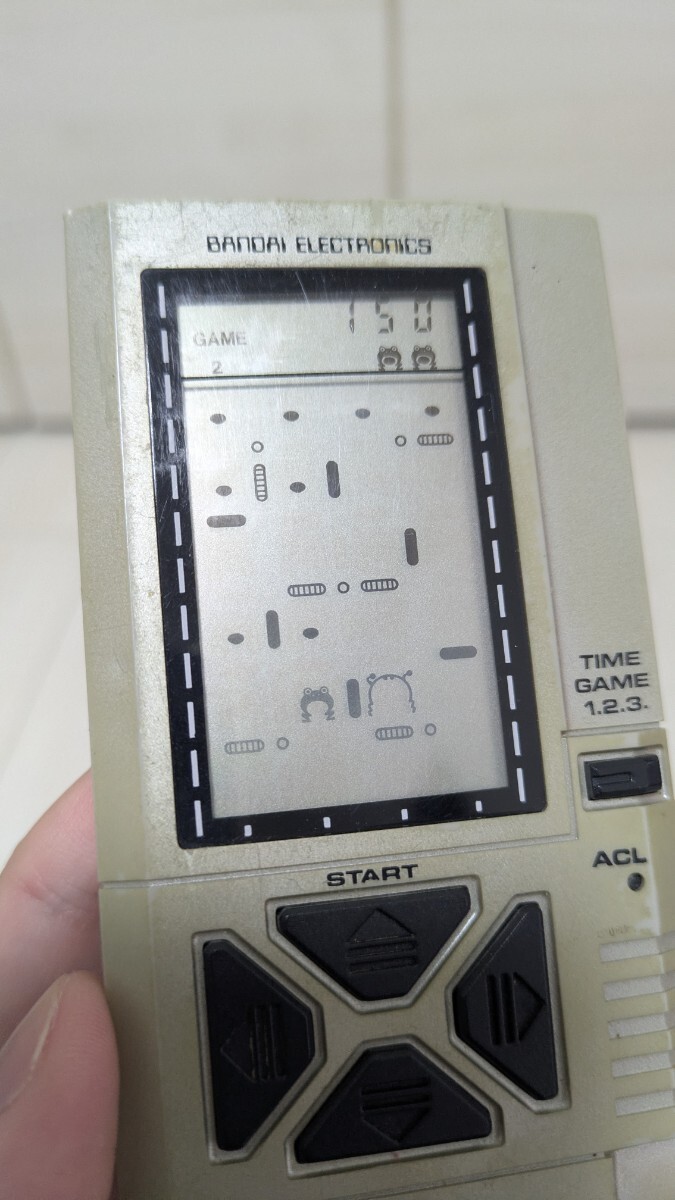 BANDAI ELECTRONICS
150
GAME
2
TIME
GAME
1.2.3.
ACL
START